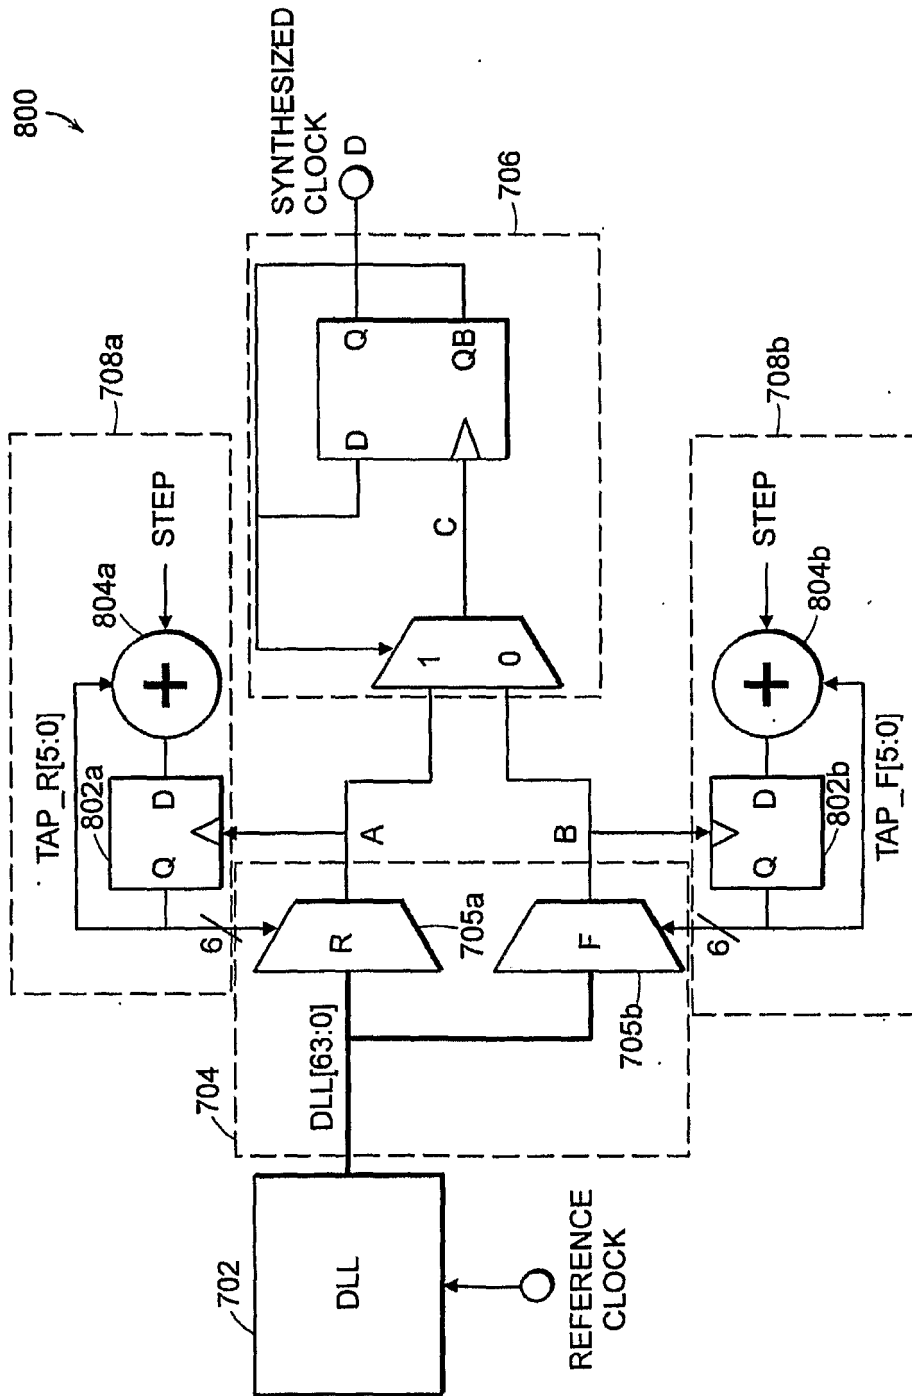 800
708a
804a
STEP
TAP_R[5:0]
802a
D
Q
6
SYNTHESIZED
CLOCK
D
706
D
Q
QB
C
1
0
A
B
704
R
705a
F
705b
DLL[63:0]
702
DLL
REFERENCE
CLOCK
708b
STEP
804b
802b
D
Q
TAP_F[5:0]
6